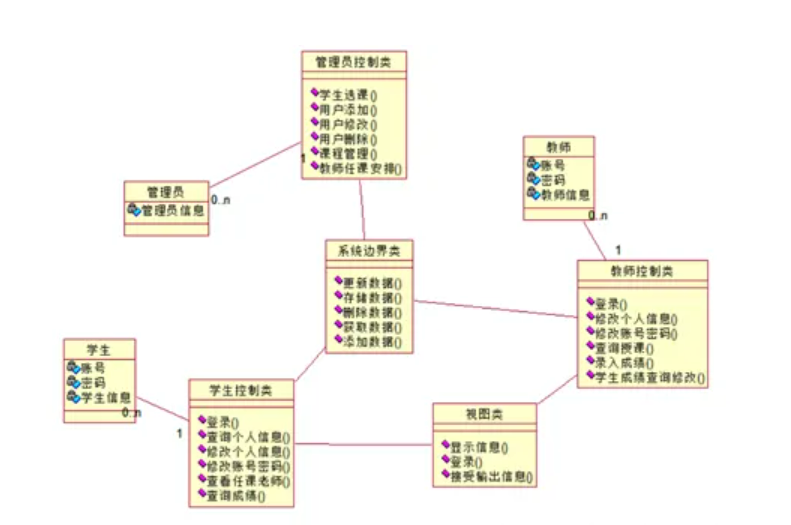 管理员控制类
学生选课()
用户添加()
用户修改()
用户删除()
课程管理()
教师任课安排()
1
管理员
0..n
管理员信息
教师
账号
密码
教师信息
0..n
1
系统边界类
更新数据()
存储数据()
删除数据()
获取数据()
添加数据()
教师控制类
登录()
修改个人信息()
修改账号密码()
查询授课()
录入成绩()
学生成绩查询修改()
学生
账号
密码
学生信息
0..n
1
学生控制类
登录()
查询个人信息()
修改个人信息()
修改账号密码()
查看任课老师()
查询成绩()
视图类
显示信息()
登录()
接受输出信息()